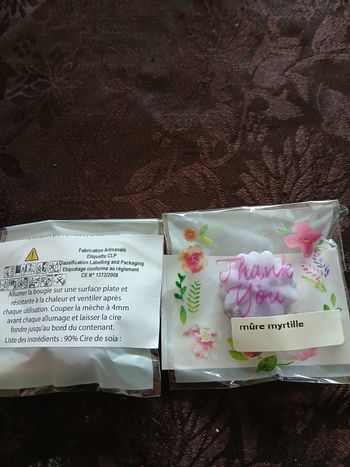 Fabrication Artisanale
Etiquette CLP
Classification Labelling and Packaging
Etiquetage conforme au règlement
CE N° 1272/2008
Allumer la bougie sur une surface plate et
résistante à la chaleur et ventiler après
chaque utilisation. Couper la mèche à 4mm
avant chaque allumage et laisser la cire
fondre jusqu'au bord du contenant.
Liste des ingrédients : 90% Cire de soia :
Thank
You
mûre myrtille